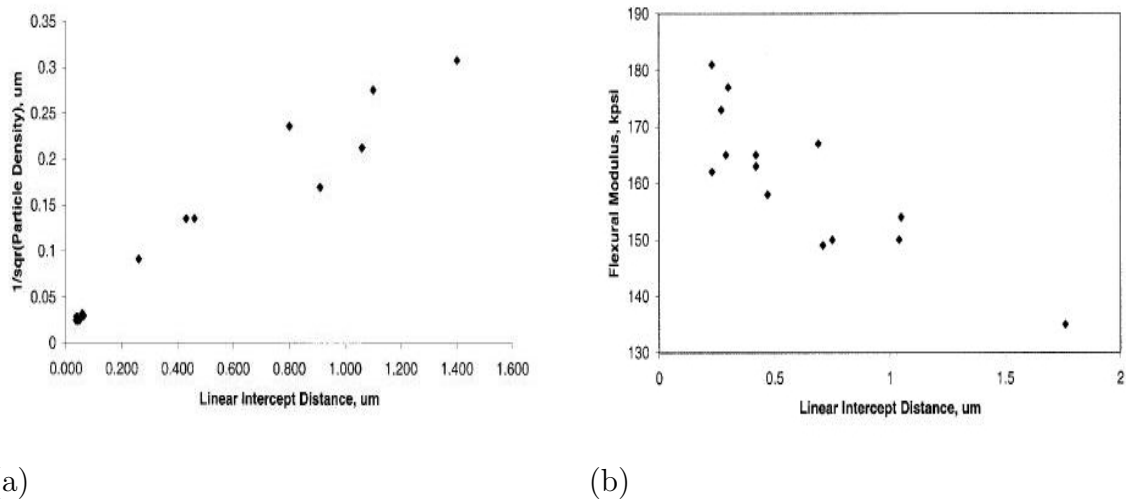 0.35
0.3
0.25
0.2
0.15
0.1
0.05
0
1/sqr(Particle Density), um
0.000 0.200 0.400 0.600 0.800 1.000 1.200 1.400 1.600
Linear Intercept Distance, um
190
180
170
160
150
140
130
Flexural Modulus, kpsi
0 0.5 1 1.5 2
Linear Intercept Distance, um
a)
(b)